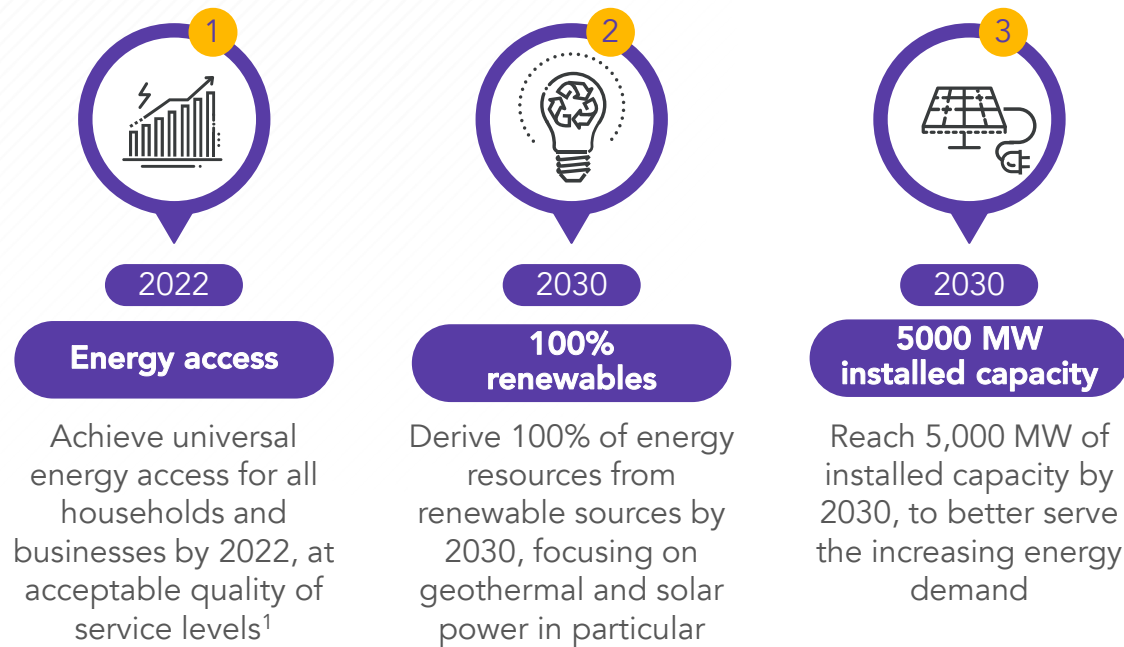 1
2022
Energy access
Achieve universal
energy access for all
households and
businesses by 2022, at
acceptable quality of
service levels1
2
2030
100%
renewables
Derive 100% of energy
resources from
renewable sources by
2030, focusing on
geothermal and solar
power in particular
3
2030
5000 MW
installed capacity
Reach 5,000 MW of
installed capacity by
2030, to better serve
the increasing energy
demand